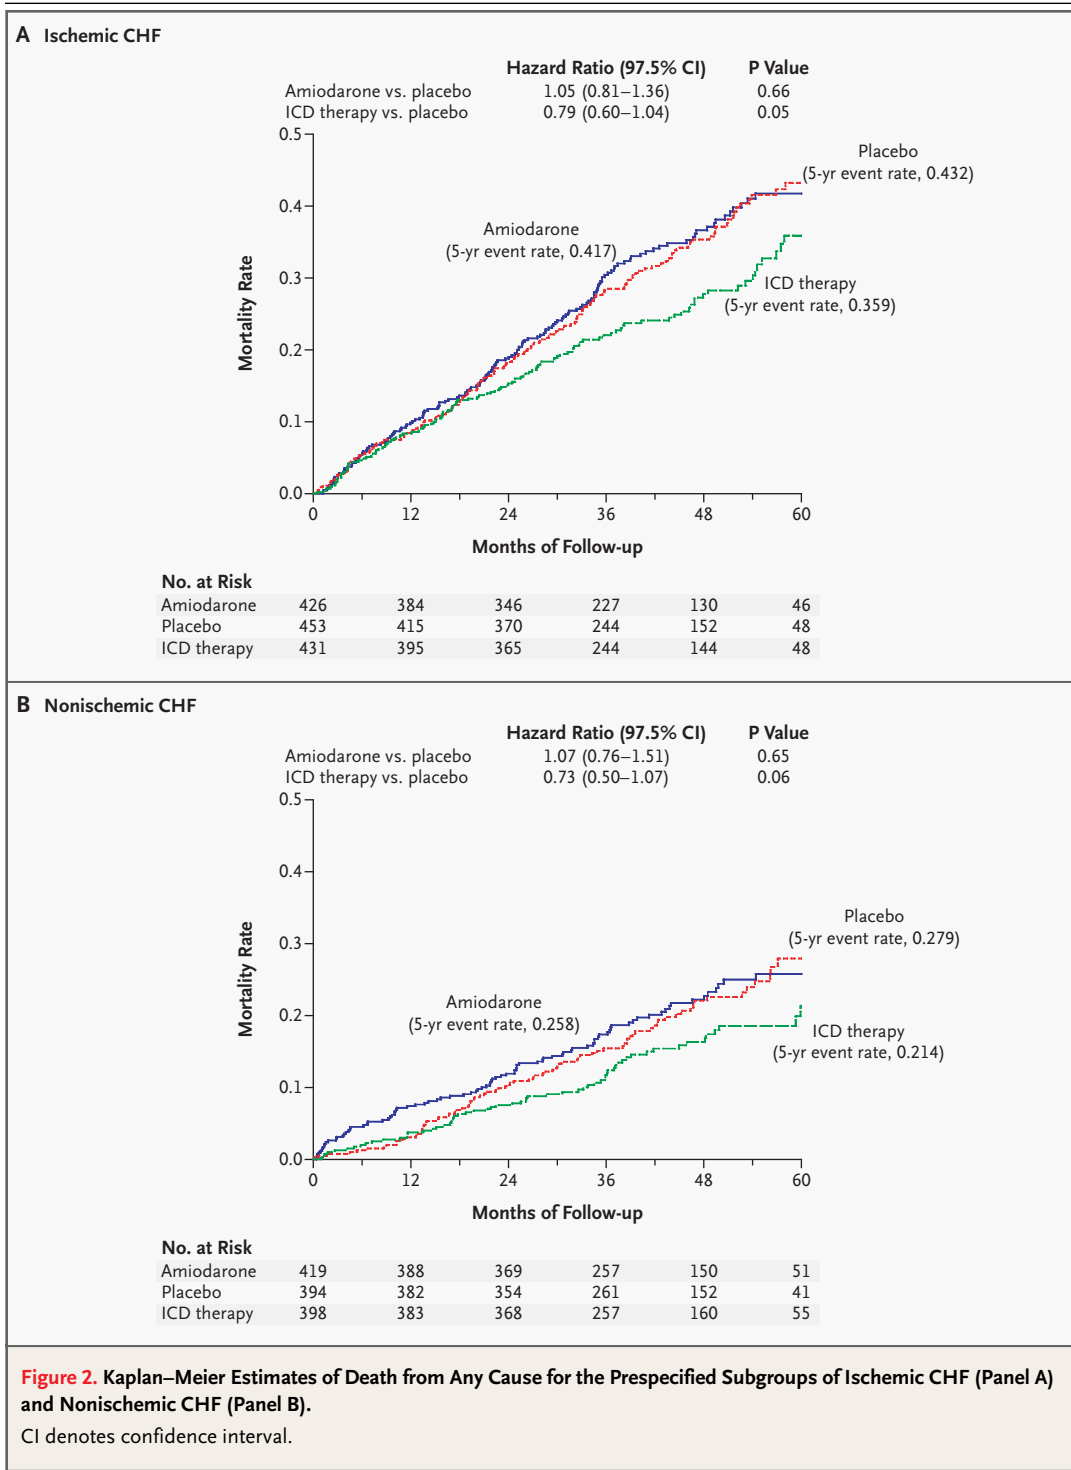 A Ischemic CHF
Hazard Ratio (97.5% CI) P Value
Amiodarone vs. placebo 1.05 (0.81–1.36) 0.66
ICD therapy vs. placebo 0.79 (0.60–1.04) 0.05
0.5
0.4
0.3
0.2
0.1
0.0
Mortality Rate
Placebo
(5-yr event rate, 0.432)
Amiodarone
(5-yr event rate, 0.417)
ICD therapy
(5-yr event rate, 0.359)
0 12 24 36 48 60
Months of Follow-up
No. at Risk
Amiodarone 426 384 346 227 130 46
Placebo 453 415 370 244 152 48
ICD therapy 431 395 365 244 144 48
B Nonischemic CHF
Hazard Ratio (97.5% CI) P Value
Amiodarone vs. placebo 1.07 (0.76–1.51) 0.65
ICD therapy vs. placebo 0.73 (0.50–1.07) 0.06
0.5
0.4
0.3
0.2
0.1
0.0
Mortality Rate
Placebo
(5-yr event rate, 0.279)
Amiodarone
(5-yr event rate, 0.258)
ICD therapy
(5-yr event rate, 0.214)
0 12 24 36 48 60
Months of Follow-up
No. at Risk
Amiodarone 419 388 369 257 150 51
Placebo 394 382 354 261 152 41
ICD therapy 398 383 368 257 160 55
Figure 2. Kaplan–Meier Estimates of Death from Any Cause for the Prespecified Subgroups of Ischemic CHF (Panel A)
and Nonischemic CHF (Panel B).
CI denotes confidence interval.